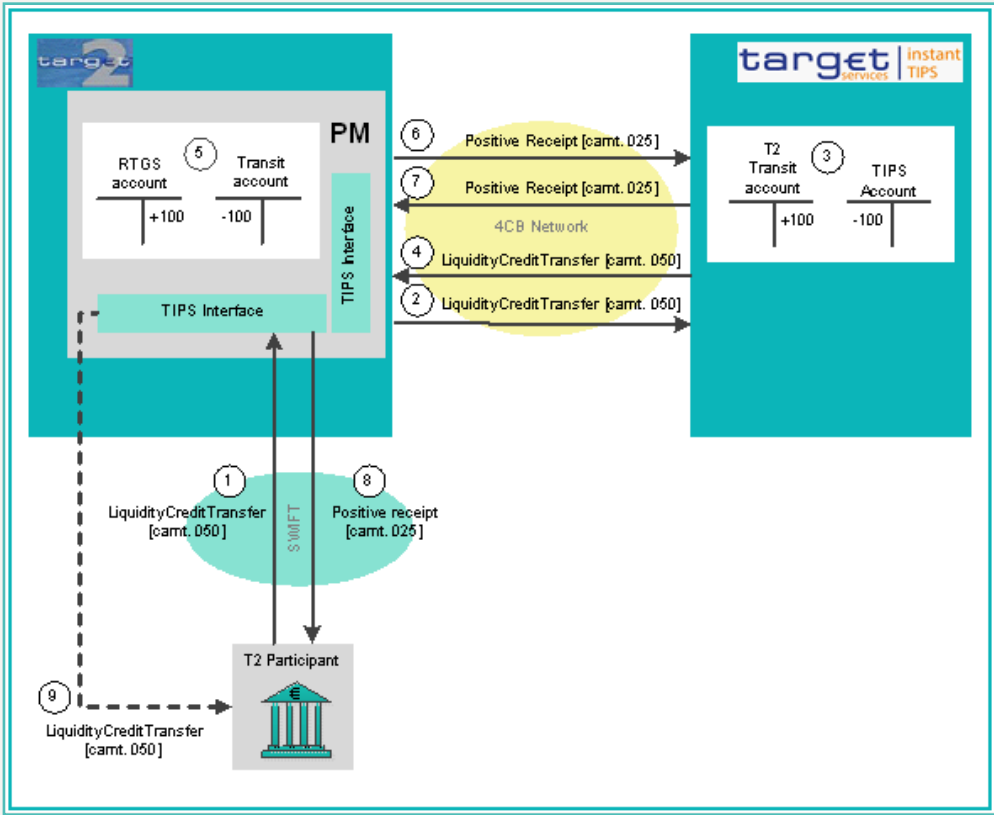 target
2
target
services
instant
TIPS
PM
5
RTGS
account
Transit
account
+100
-100
TIPS Interface
TIPS Interface
6
Positive Receipt [camt. 025]
7
Positive Receipt [camt. 025]
4CB Network
4
LiquidityCreditTransfer [camt. 050]
2
LiquidityCreditTransfer [camt. 050]
T2
Transit
account
3
TIPS
Account
+100
-100
1
LiquidityCreditTransfer
[camt. 050]
SWIFT
8
Positive receipt
[camt. 025]
T2 Participant
€
9
LiquidityCreditTransfer
[camt. 050]